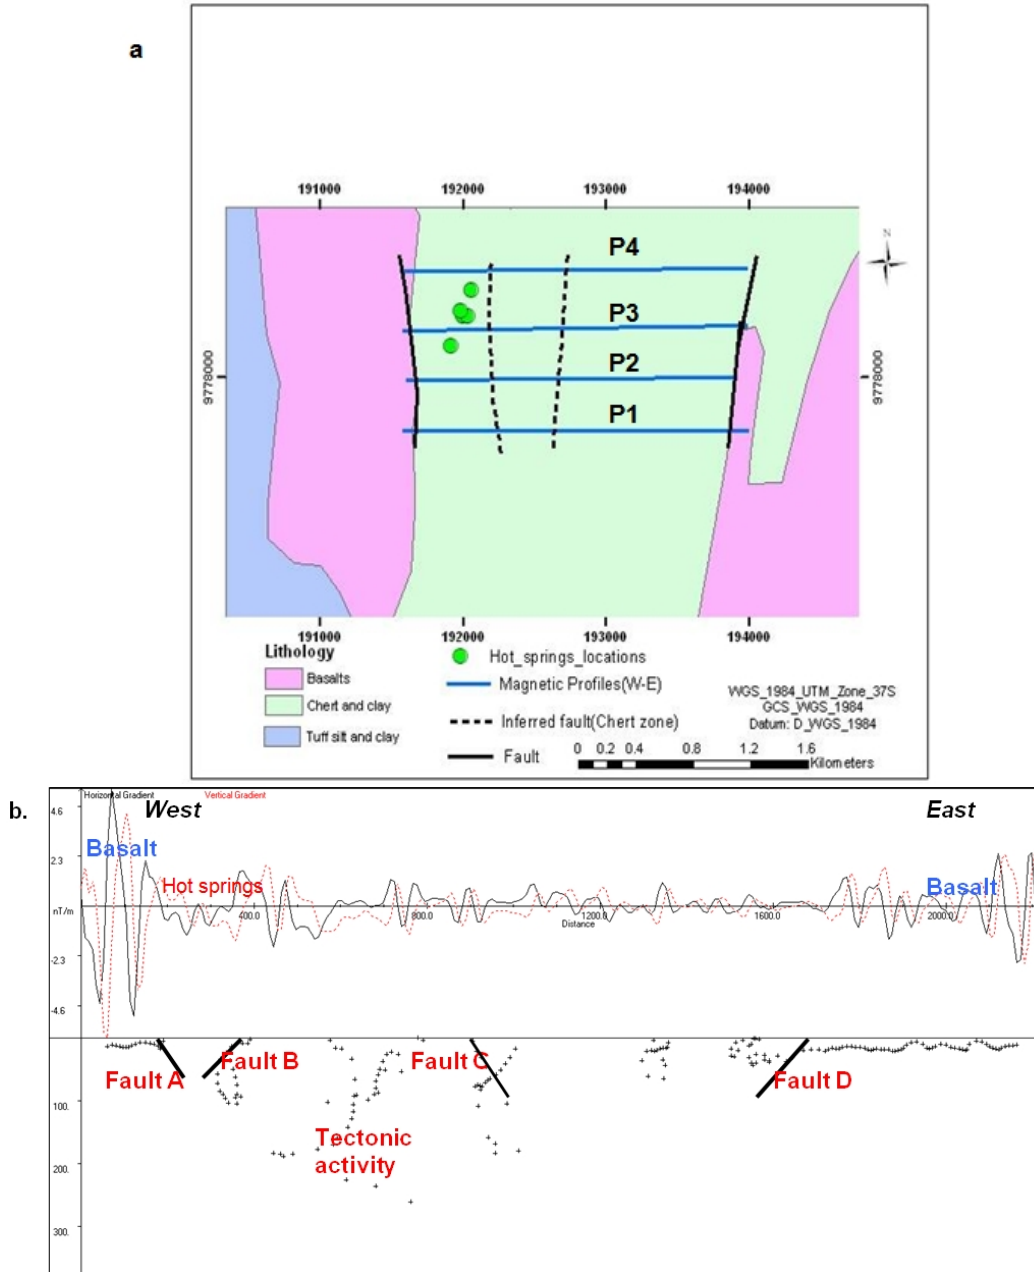 a
191000 192000 193000 194000
N
P4
P3
P2
P1
9778000 9778000
191000 192000 193000 194000
Lithology
Basalts
Chert and clay
Tuff silt and clay
Hot_springs_locations
Magnetic Profiles(W-E)
Inferred fault(Chert zone)
Fault
WGS_1984_UTM_Zone_37S
GCS_WGS_1984
Datum: D_WGS_1984
0 0.2 0.4 0.8 1.2 1.6
Kilometers
b.
Horizontal Gradient Vertical Gradient
West East
4.6
Basalt
2.3
Hot springs Basalt
nT/m
400.0 800.0 1200.0 1600.0 2000.0
Distance
-2.3
-4.6
Fault B Fault C
Fault A Fault D
100.
Tectonic
activity
200.
300.